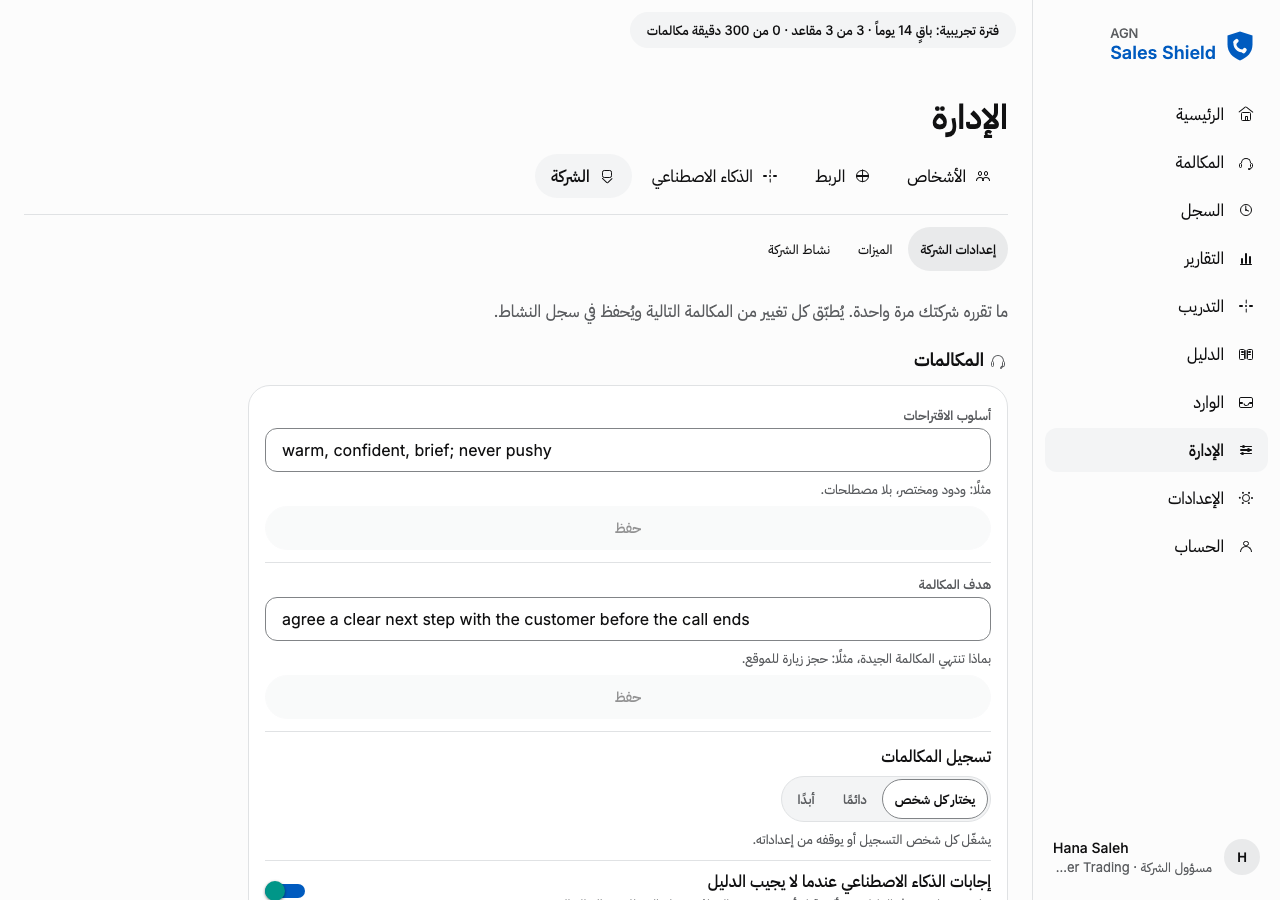 AGN
Sales Shield
الرئيسية
المكالمة
السجل
التقارير
التدريب
الدليل
الوارد
الإدارة
الإعدادات
الحساب
H
Hana Saleh
مسؤول الشركة · er Trading...
فترة تجريبية: باقٍ 14 يوماً · 3 من 3 مقاعد · 0 من 300 دقيقة مكالمات
الإدارة
الأشخاص
الربط
الذكاء الاصطناعي
الشركة
إعدادات الشركة
الميزات
نشاط الشركة
ما تقرره شركتك مرة واحدة. يُطبّق كل تغيير من المكالمة التالية ويُحفظ في سجل النشاط.
المكالمات
أسلوب الاقتراحات
warm, confident, brief; never pushy
مثلًا: ودود ومختصر، بلا مصطلحات.
حفظ
هدف المكالمة
agree a clear next step with the customer before the call ends
بماذا تنتهي المكالمة الجيدة، مثلًا: حجز زيارة للموقع.
حفظ
تسجيل المكالمات
يختار كل شخص
دائمًا
أبدًا
يشغّل كل شخص التسجيل أو يوقفه من إعداداته.
إجابات الذكاء الاصطناعي عندما لا يجيب الدليل